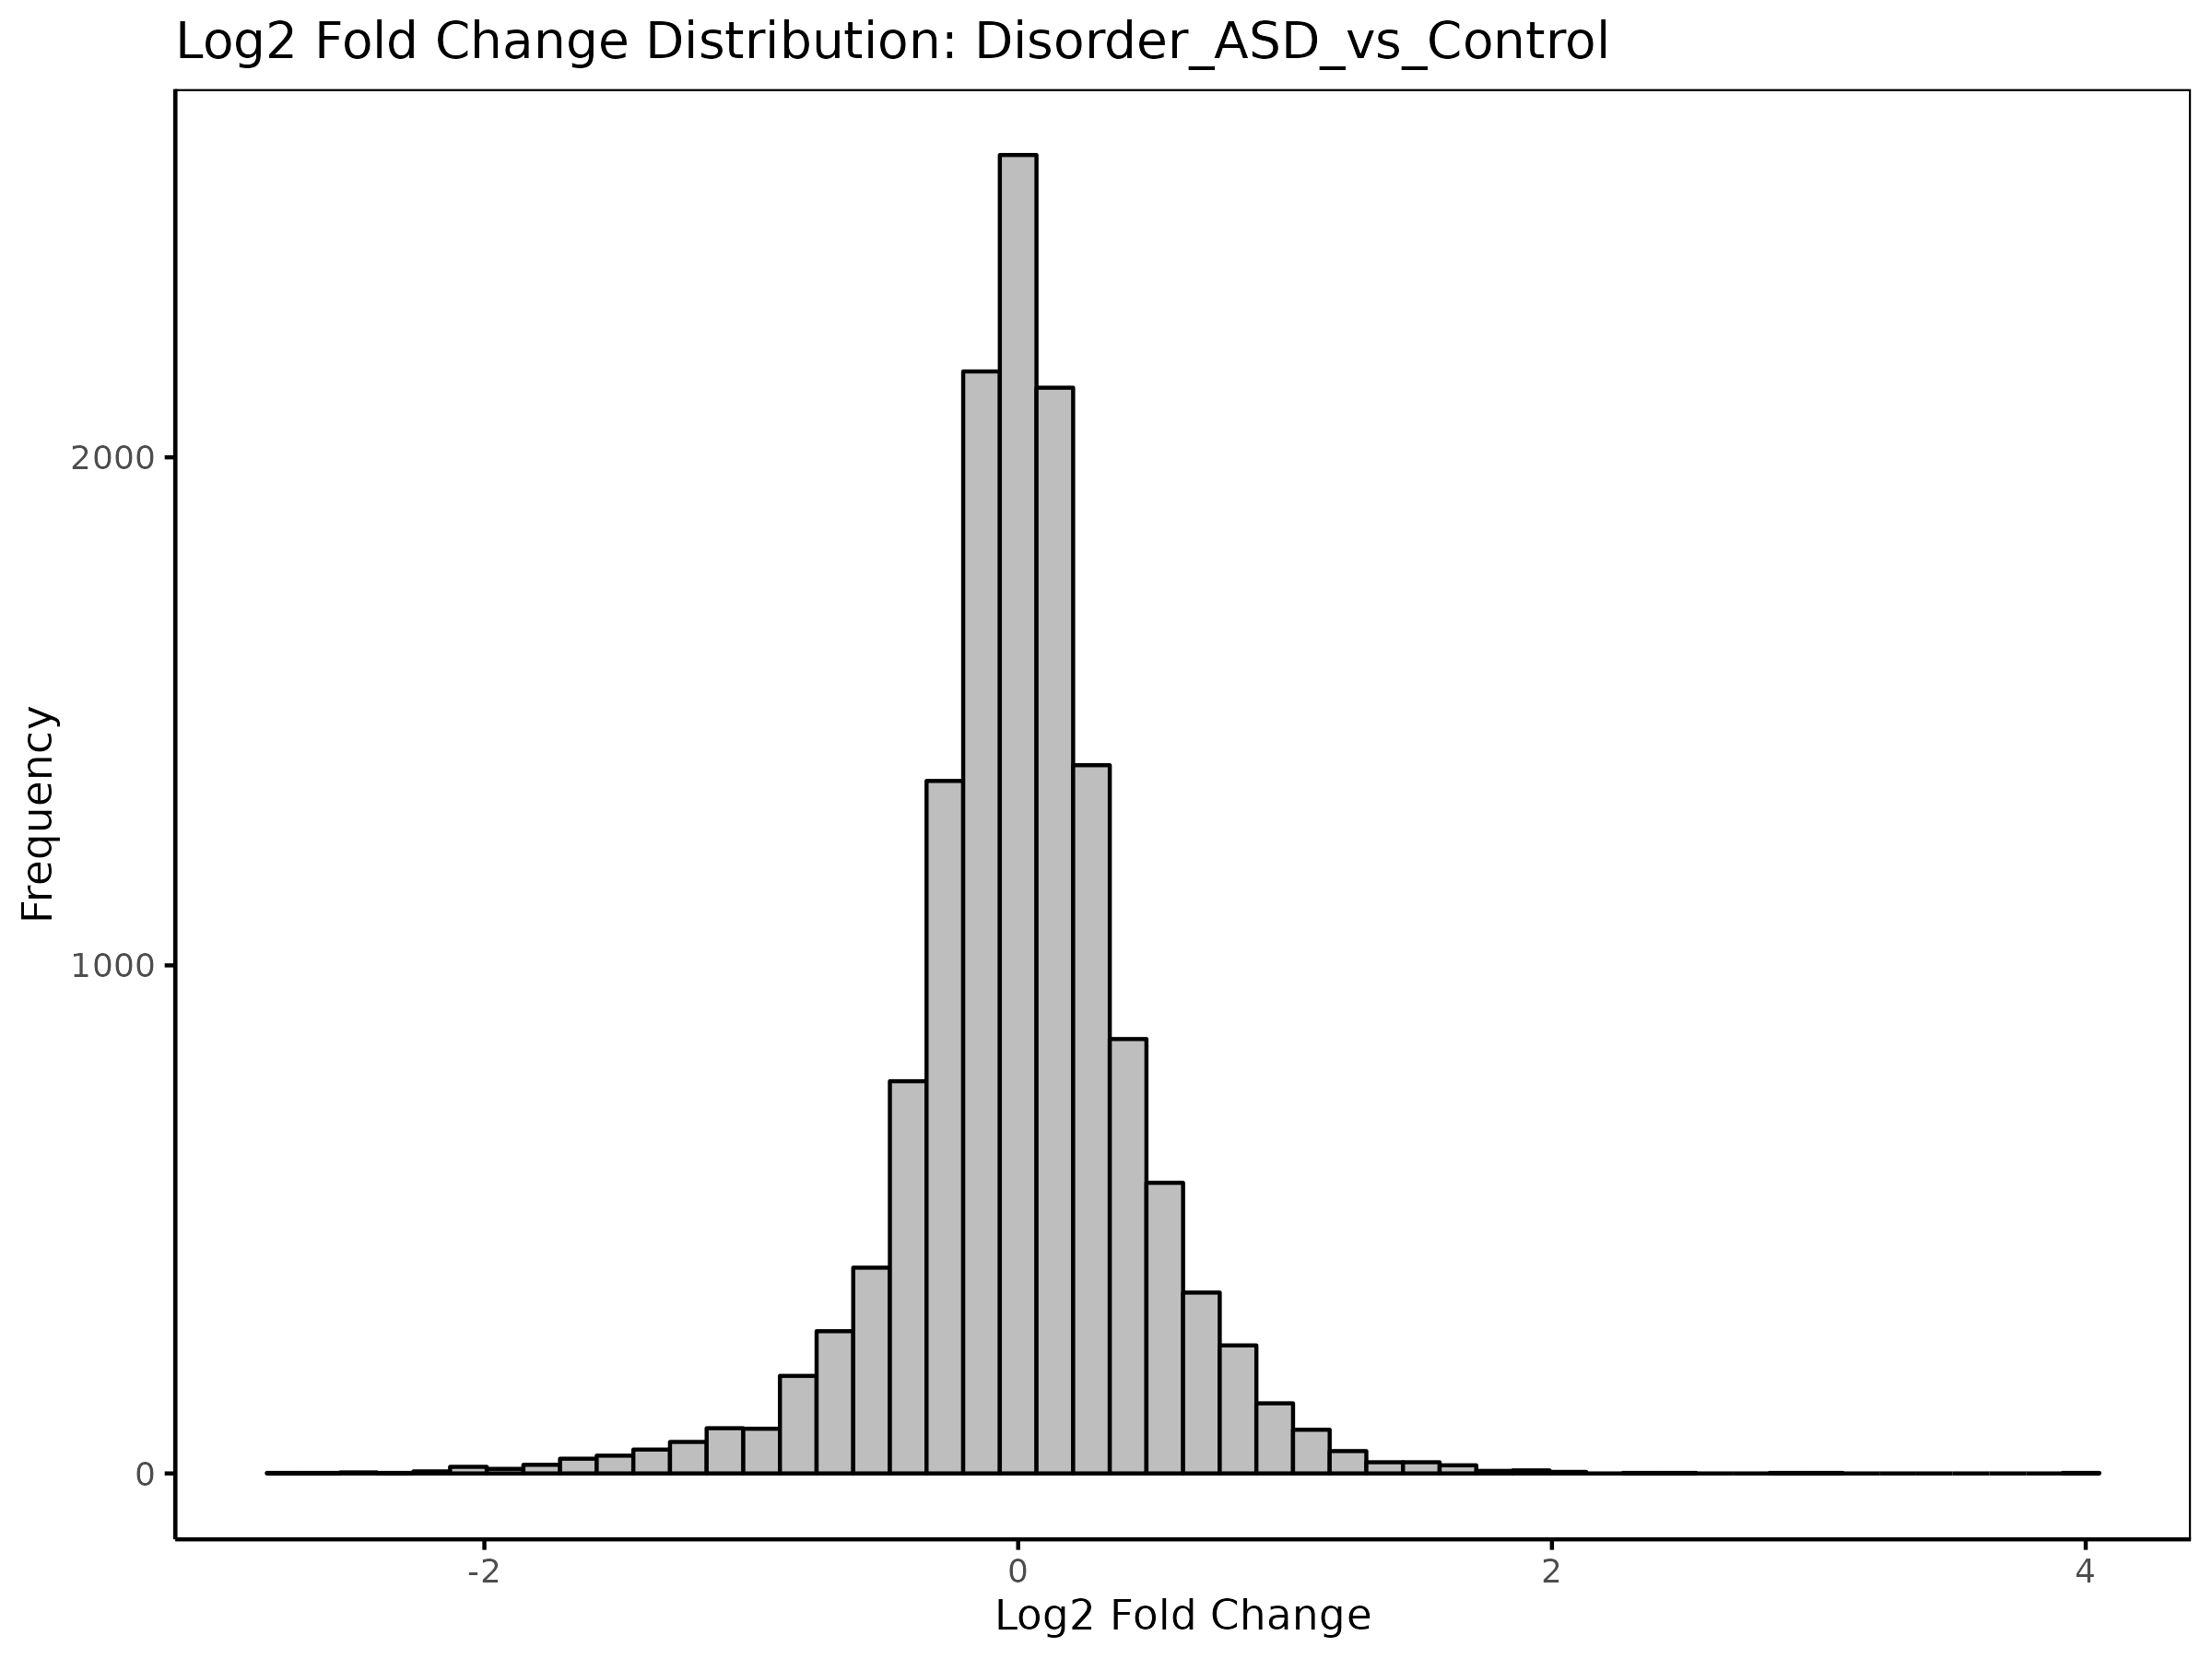 Log2 Fold Change Distribution: Disorder_ASD_vs_Control
Frequency
2000
1000
0
-2 0 2 4
Log2 Fold Change